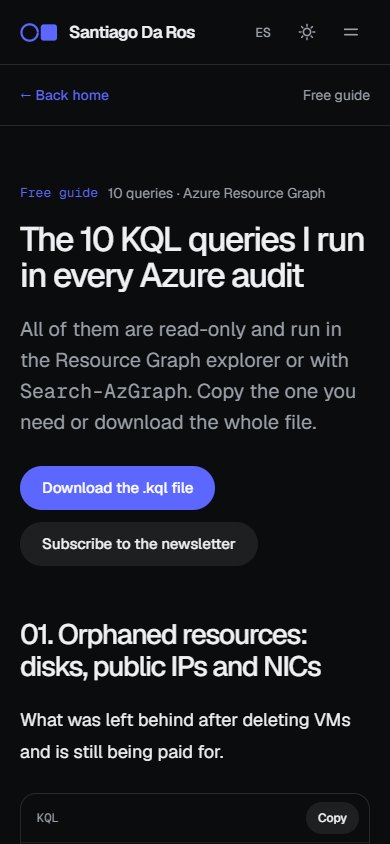 Santiago Da Ros
ES
← Back home
Free guide
Free guide 10 queries · Azure Resource Graph
The 10 KQL queries I run
in every Azure audit
All of them are read-only and run in
the Resource Graph explorer or with
Search-AzGraph. Copy the one you
need or download the whole file.
Download the .kql file
Subscribe to the newsletter
01. Orphaned resources:
disks, public IPs and NICs
What was left behind after deleting VMs
and is still being paid for.
KQL
Copy